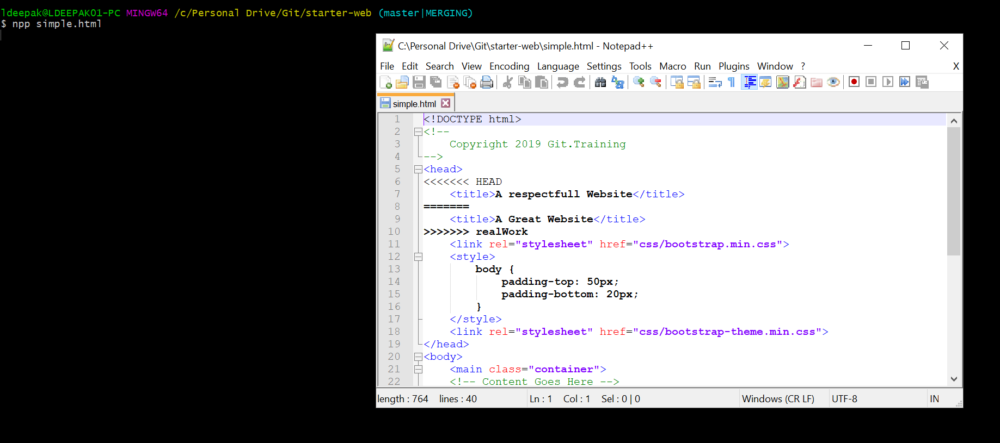 ldeepak@LDEEPAK01-PC MINGW64 /c/Personal Drive/Git/starter-web (master|MERGING)
$ npp simple.html
C:\Personal Drive\Git\starter-web\simple.html - Notepad++
File Edit Search View Encoding Language Settings Tools Macro Run Plugins Window ? X
simple.html
1 <!DOCTYPE html>
2 <!--
3 Copyright 2019 Git.Training
4 -->
5 <head>
6 <<<<<<< HEAD
7 <title>A respectfull Website</title>
8 =======
9 <title>A Great Website</title>
10 >>>>>>> realWork
11 <link rel="stylesheet" href="css/bootstrap.min.css">
12 <style>
13 body {
14 padding-top: 50px;
15 padding-bottom: 20px;
16 }
17 </style>
18 <link rel="stylesheet" href="css/bootstrap-theme.min.css">
19 </head>
20 <body>
21 <main class="container">
22 <!-- Content Goes Here -->
length : 764 lines : 40 Ln : 1 Col : 1 Sel : 0 | 0 Windows (CR LF) UTF-8 IN